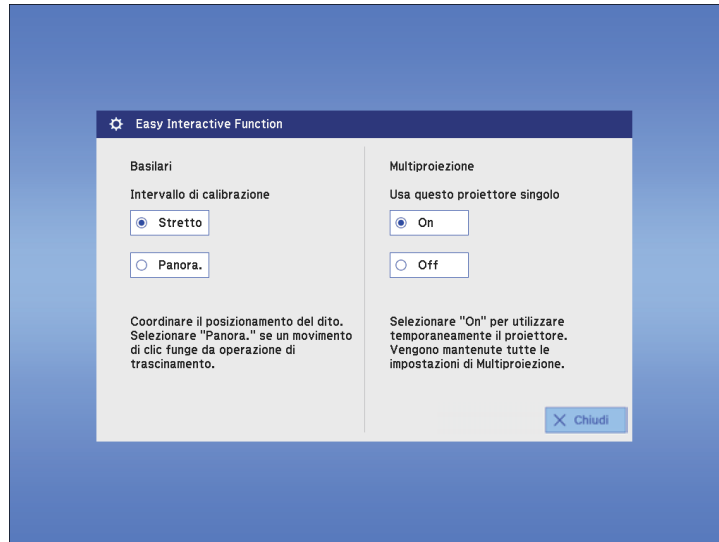 Easy Interactive Function
Basilari
Intervallo di calibrazione
Stretto
Panora.
Coordinare il posizionamento del dito.
Selezionare "Panora." se un movimento
di clic funge da operazione di
trascinamento.
Multiproiezione
Usa questo proiettore singolo
On
Off
Selezionare "On" per utilizzare
temporaneamente il proiettore.
Vengono mantenute tutte le
impostazioni di Multiproiezione.
Chiudi